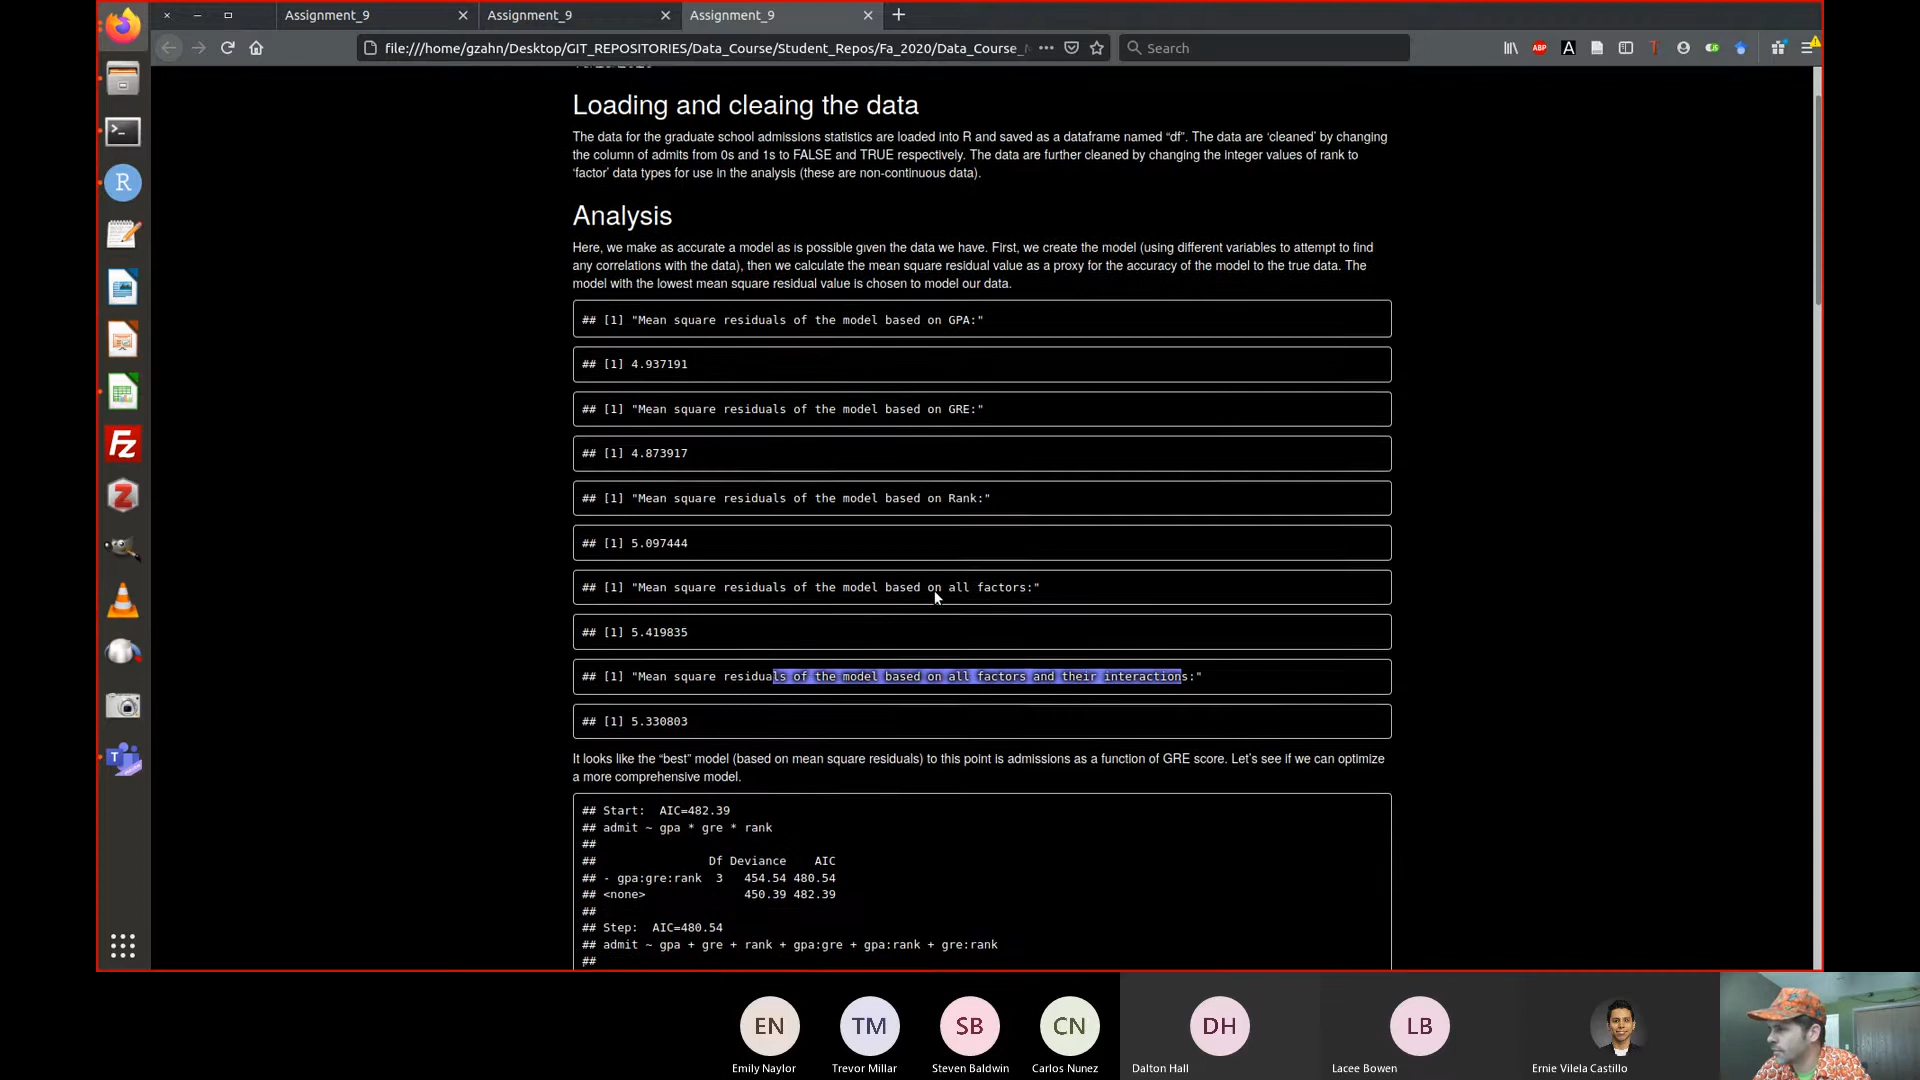 Assignment_9
Assignment_9
Assignment_9
file:///home/gzahn/Desktop/GIT_REPOSITORIES/Data_Course/Student_Repos/Fa_2020/Data_Course_
Search
ABP
A
Loading and cleaing the data
The data for the graduate school admissions statistics are loaded into R and saved as a dataframe named “df”. The data are ‘cleaned’ by changing
the column of admits from 0s and 1s to FALSE and TRUE respectively. The data are further cleaned by changing the integer values of rank to
‘factor’ data types for use in the analysis (these are non-continuous data).
Analysis
Here, we make as accurate a model as is possible given the data we have. First, we create the model (using different variables to attempt to find
any correlations with the data), then we calculate the mean square residual value as a proxy for the accuracy of the model to the true data. The
model with the lowest mean square residual value is chosen to model our data.
## [1] "Mean square residuals of the model based on GPA:"
## [1] 4.937191
## [1] "Mean square residuals of the model based on GRE:"
## [1] 4.873917
## [1] "Mean square residuals of the model based on Rank:"
## [1] 5.097444
## [1] "Mean square residuals of the model based on all factors:"
## [1] 5.419835
## [1] "Mean square residuals of the model based on all factors and their interactions:"
## [1] 5.330803
It looks like the “best” model (based on mean square residuals) to this point is admissions as a function of GRE score. Let’s see if we can optimize
a more comprehensive model.
## Start:  AIC=482.39
## admit ~ gpa * gre * rank
##
##                Df Deviance    AIC
## - gpa:gre:rank  3   454.54 480.54
## <none>              450.39 482.39
##
## Step:  AIC=480.54
## admit ~ gpa + gre + rank + gpa:gre + gpa:rank + gre:rank
##
R
Fz
Z
T
EN
TM
SB
CN
DH
LB
Emily Naylor
Trevor Millar
Steven Baldwin
Carlos Nunez
Dalton Hall
Lacee Bowen
Ernie Vilela Castillo